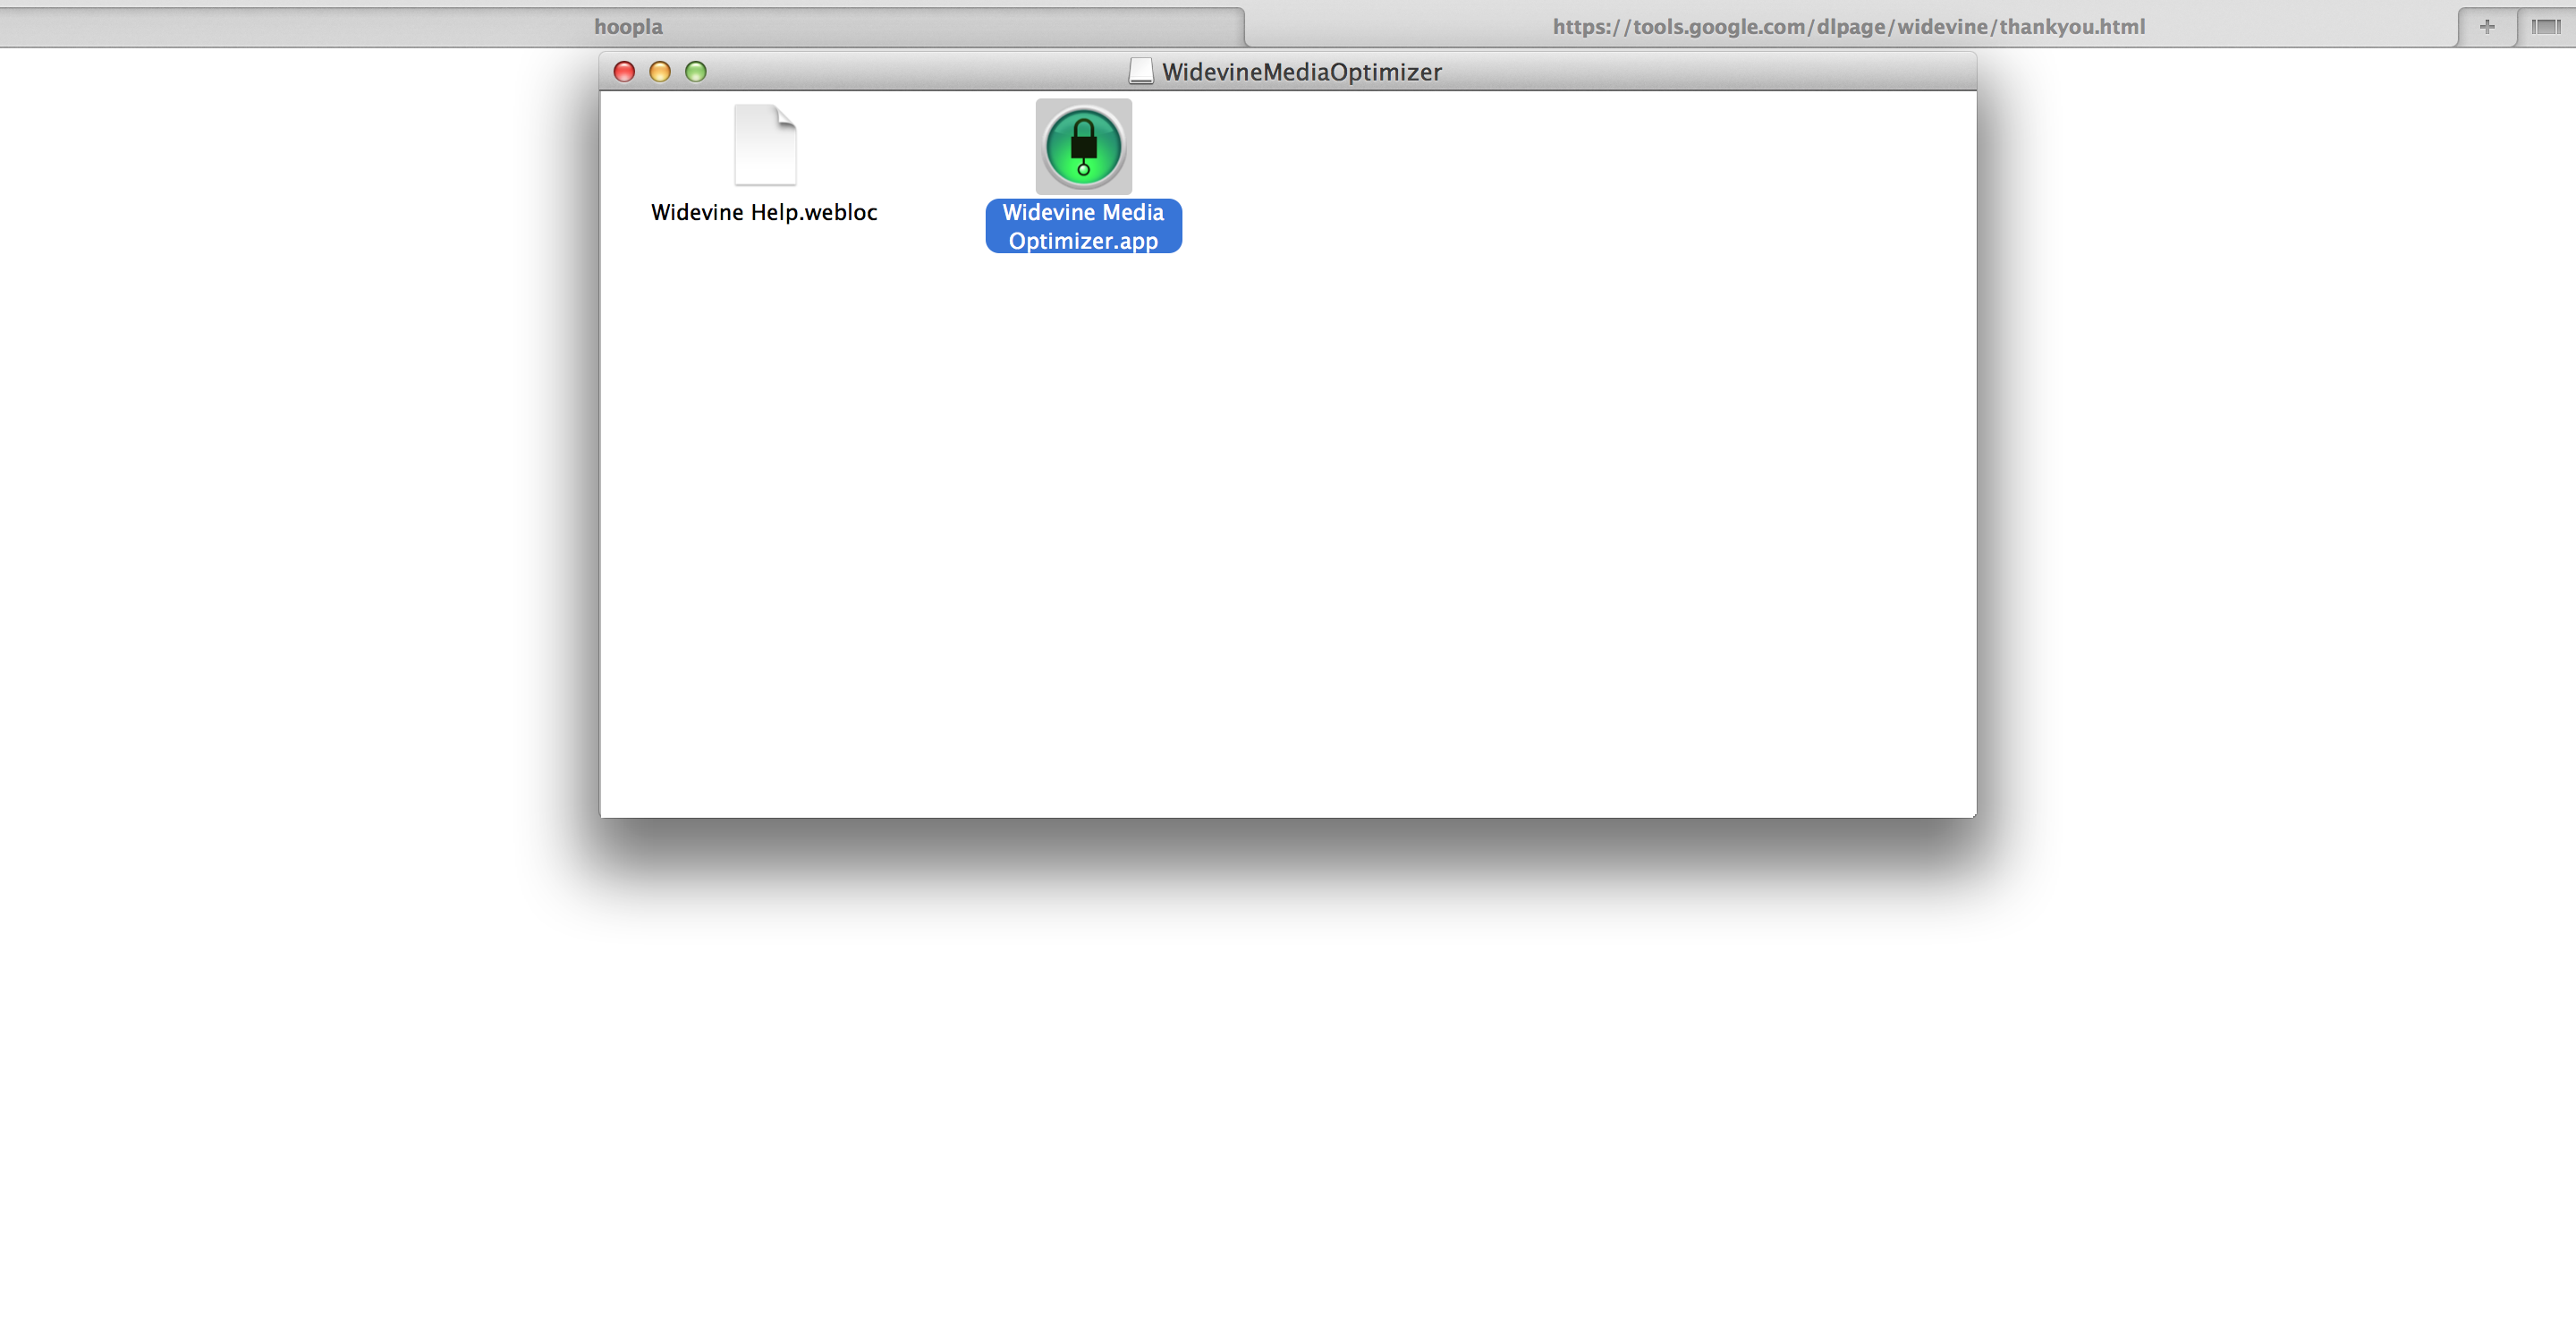 hoopla
https://tools.google.com/dlpage/widevine/thankyou.html
WidevineMediaOptimizer
Widevine Help.webloc
Widevine Media
Optimizer.app